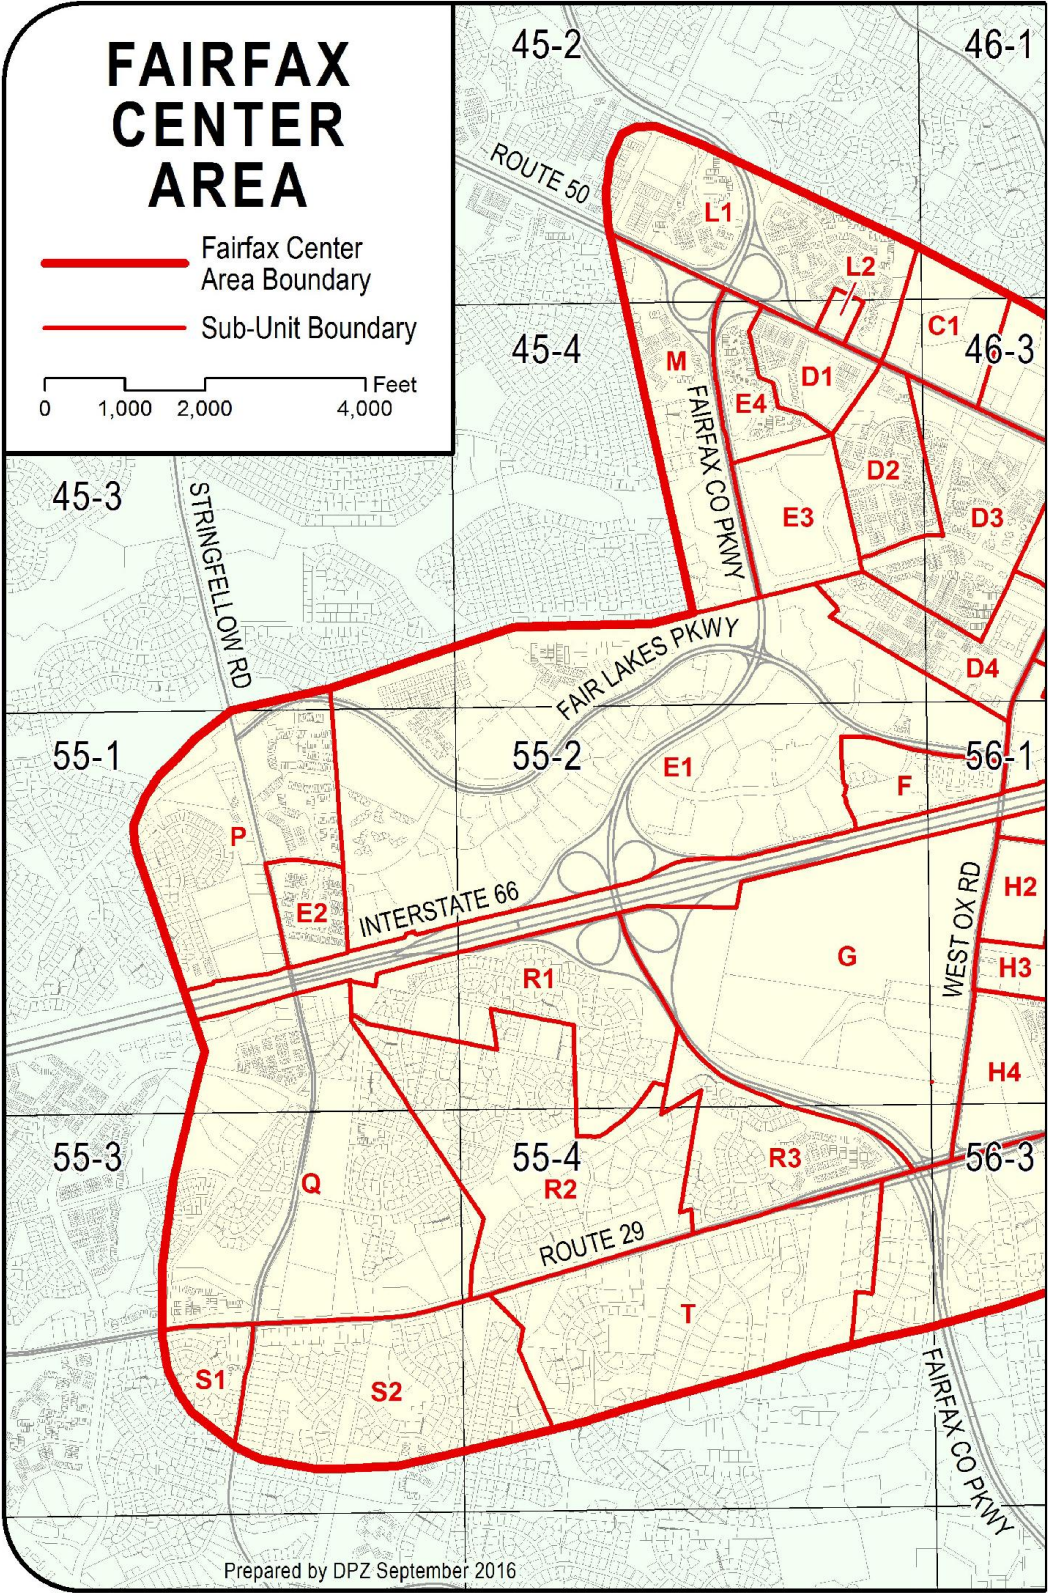 FAIRFAX
CENTER
AREA
Fairfax Center
Area Boundary
Sub-Unit Boundary
Feet
0 1,000 2,000 4,000
45-2
46-1
ROUTE 50
L1
L2
C1
45-4
46-3
M
D1
E4
FAIRFAX CO PKWY
D2
45-3
E3
D3
STRINGFELLOW RD
FAIR LAKES PKWY
D4
55-1
55-2
E1
56-1
F
P
E2
INTERSTATE 66
WEST OX RD
H2
G
H3
R1
H4
55-3
55-4
56-3
Q
R2
R3
ROUTE 29
T
S1
S2
FAIRFAX CO PKWY
Prepared by DPZ September 2016